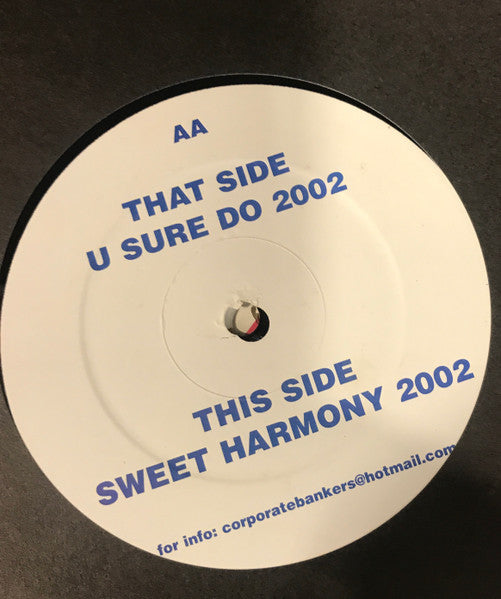 AA
THAT SIDE
U SURE DO 2002
THIS SIDE
SWEET HARMONY 2002
for info: corporatebankers@hotmail.com